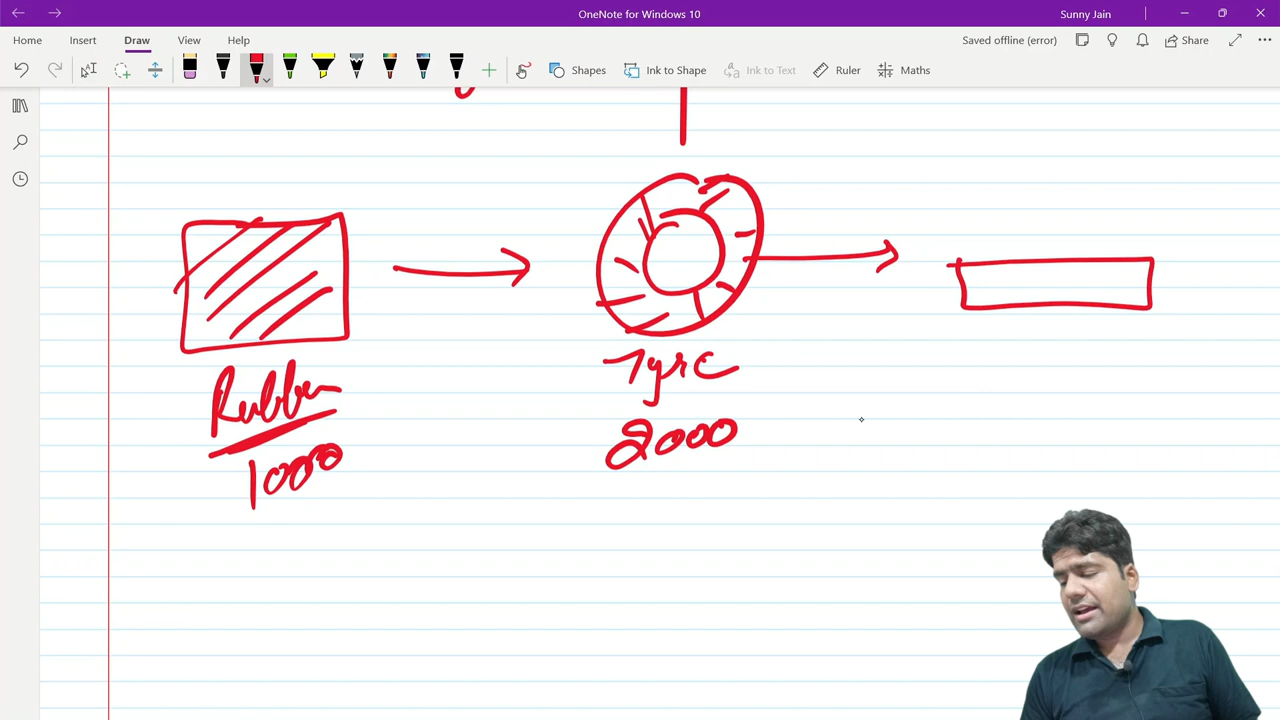 OneNote for Windows 10
Sunny Jain
Home Insert Draw View Help
Saved offline (error)
Share
Shapes
Ink to Shape
Ink to Text
Ruler
Maths
Rubber
1000
Tyre
2000